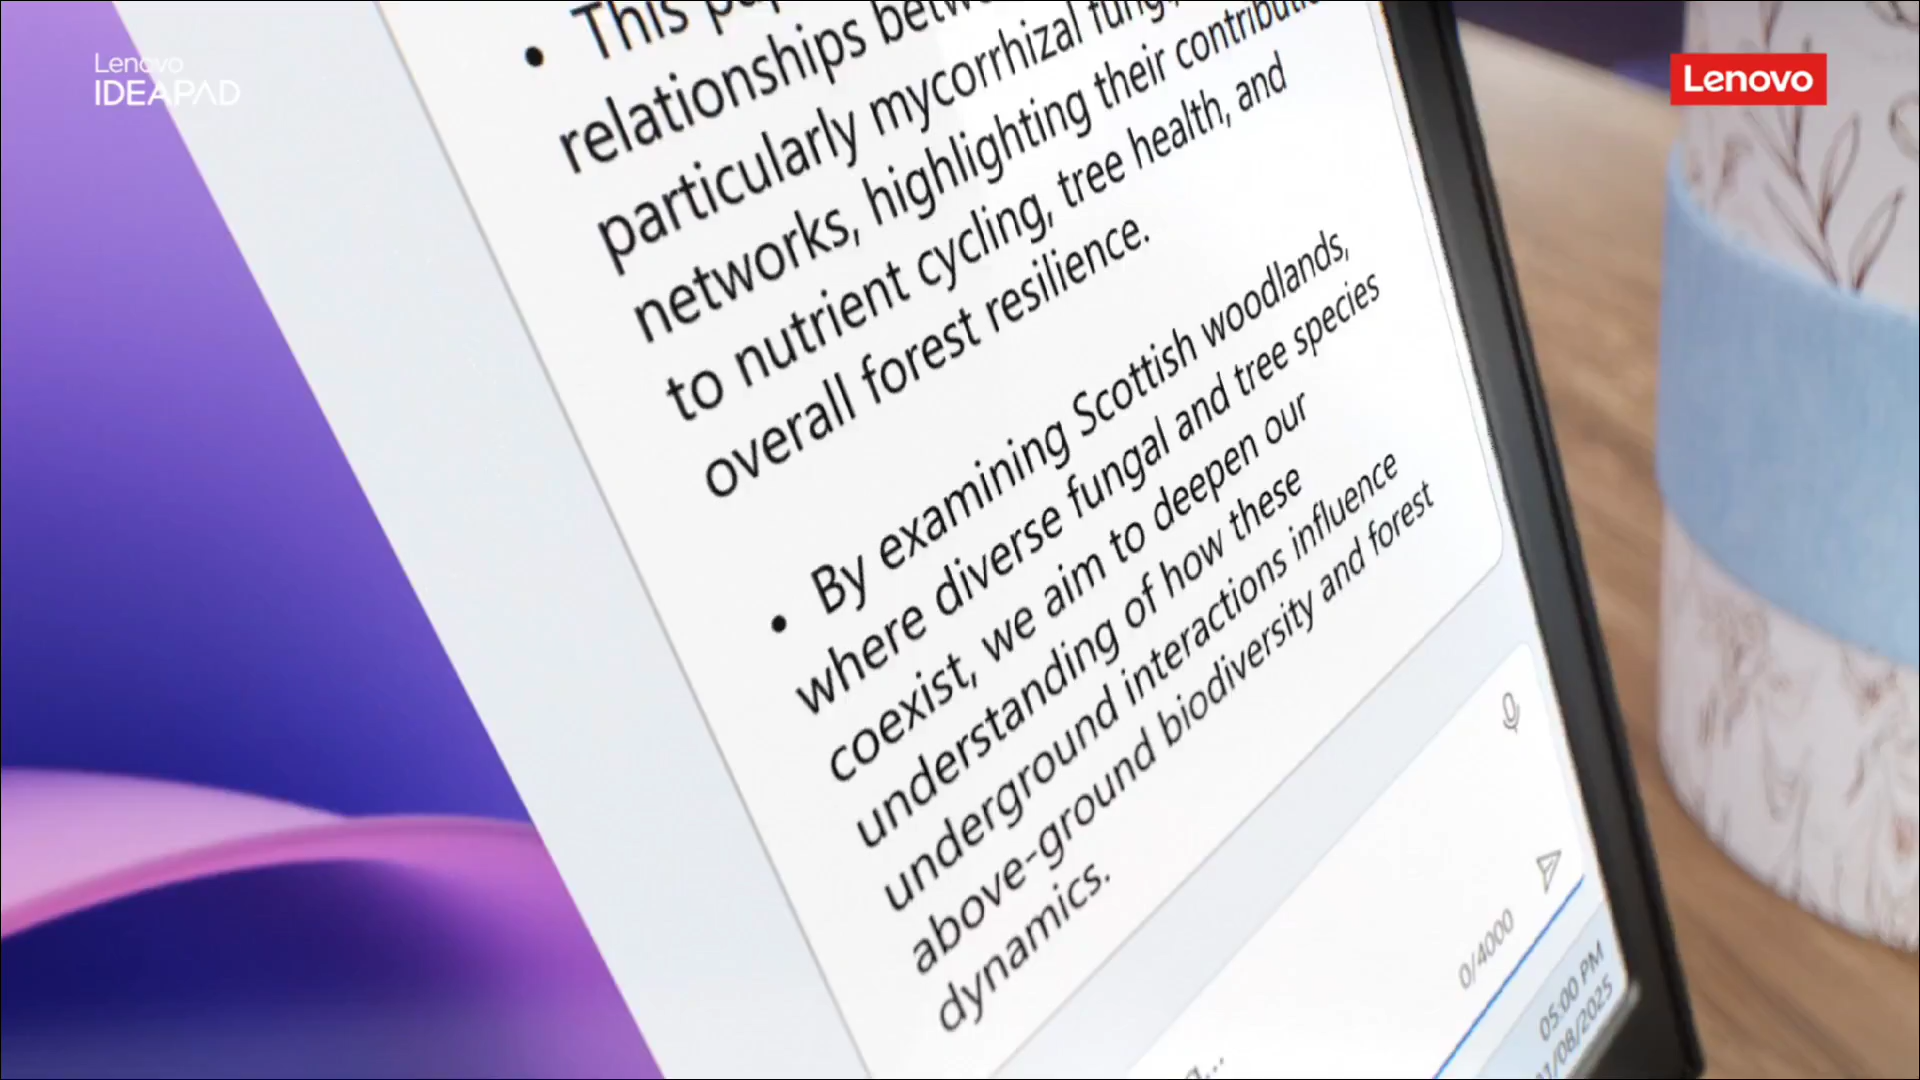 Lenovo
IDEAPAD
Lenovo
• This
relationships
particularly mycorrhizal fungi,
networks, highlighting their
to nutrient cycling, tree health, and
overall forest resilience.
• By examining Scottish woodlands,
where diverse fungal and tree species
coexist, we aim to deepen our
understanding of how these
underground interactions influence
above-ground biodiversity and forest
dynamics.
0/4000
05:00 PM